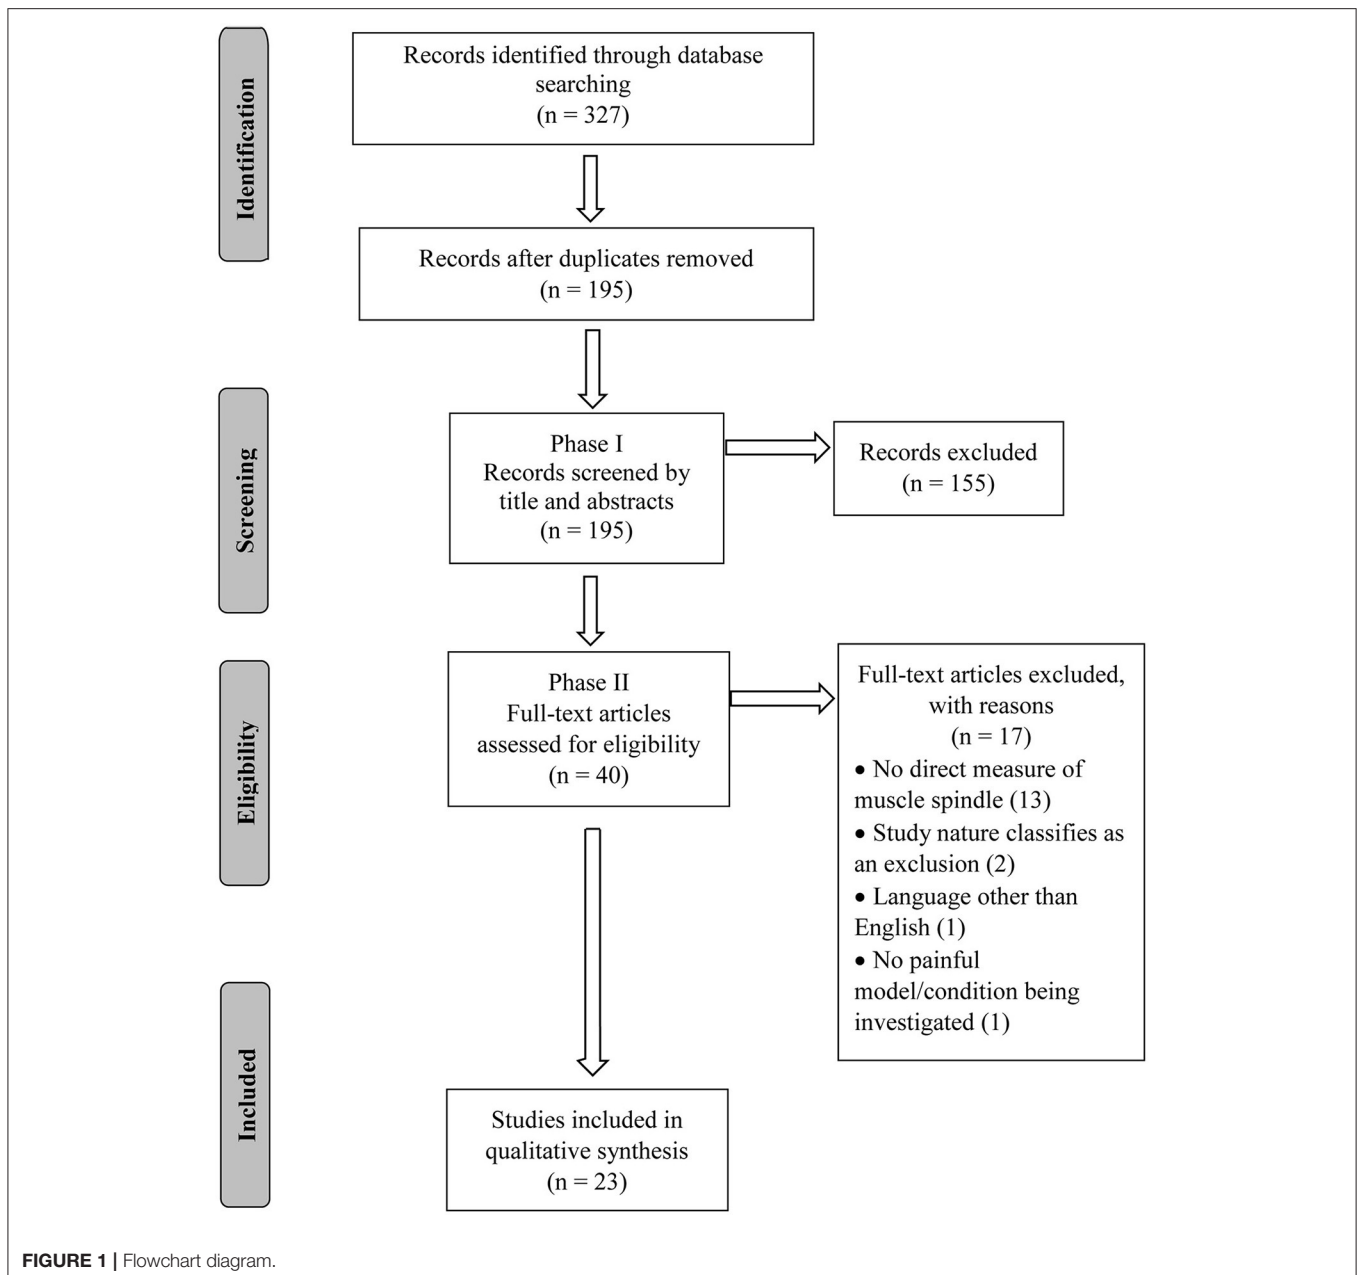 Identification
Records identified through database
searching
(n = 327)
Records after duplicates removed
(n = 195)
Screening
Phase I
Records screened by
title and abstracts
(n = 195)
Records excluded
(n = 155)
Eligibility
Phase II
Full-text articles
assessed for eligibility
(n = 40)
Full-text articles excluded,
with reasons
(n = 17)
• No direct measure of
muscle spindle (13)
• Study nature classifies as
an exclusion (2)
• Language other than
English (1)
• No painful
model/condition being
investigated (1)
Included
Studies included in
qualitative synthesis
(n = 23)
FIGURE 1 | Flowchart diagram.